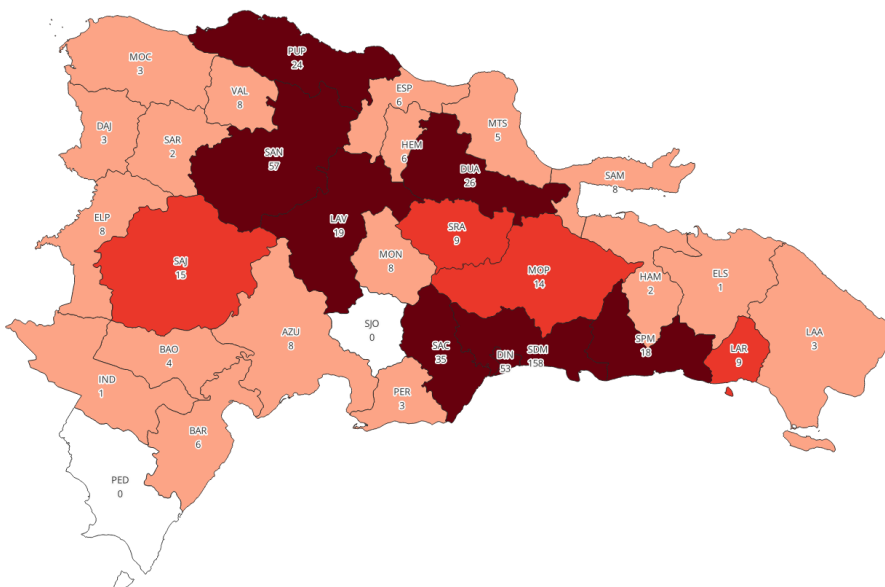 PUP
24
MOC
3
VAL
8
ESP
6
DAJ
3
SAR
2
SAN
57
HEM
6
MTS
5
DUA
26
SAM
8
ELP
8
LAV
19
SRA
9
SAJ
15
MON
8
MOP
14
HAM
2
ELS
1
AZU
8
SJO
0
SAC
35
DIN
53
SDM
158
SPM
18
LAR
9
LAA
3
BAO
4
IND
1
PER
3
BAR
6
PED
0